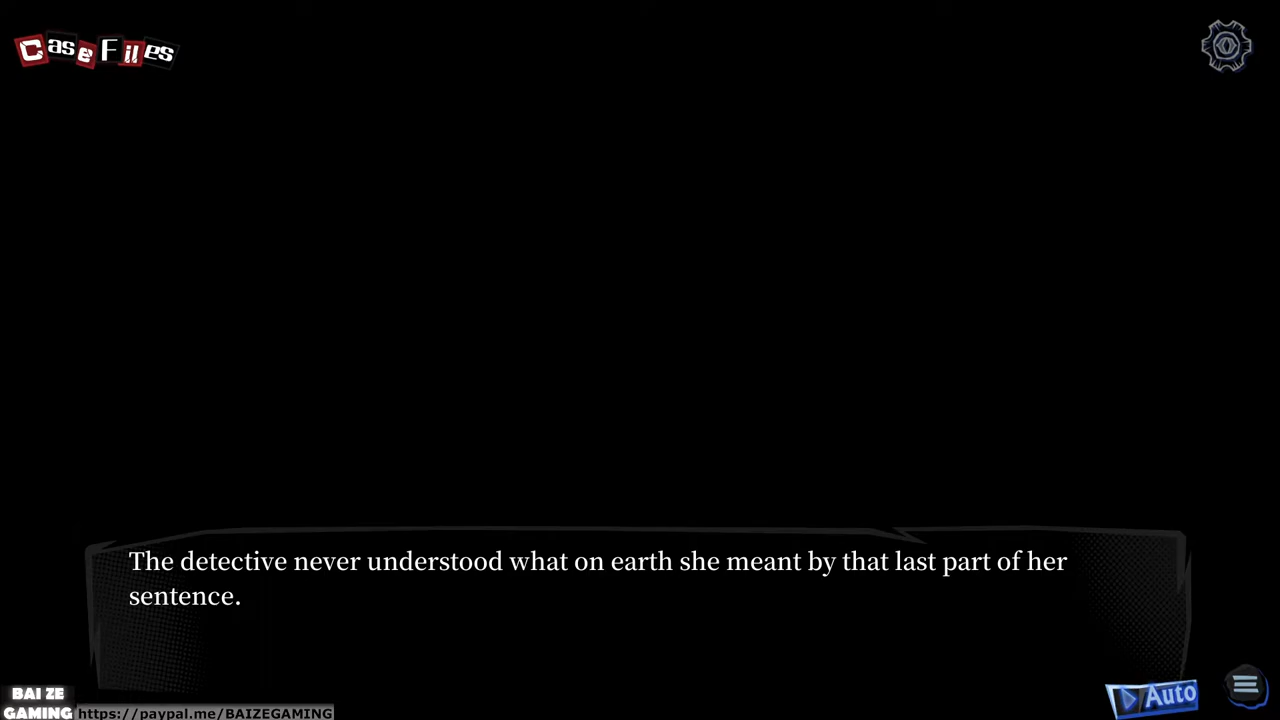 Case Files
The detective never understood what on earth she meant by that last part of her
sentence.
Auto
BAI ZE
GAMING https://paypal.me/BAIZEGAMING